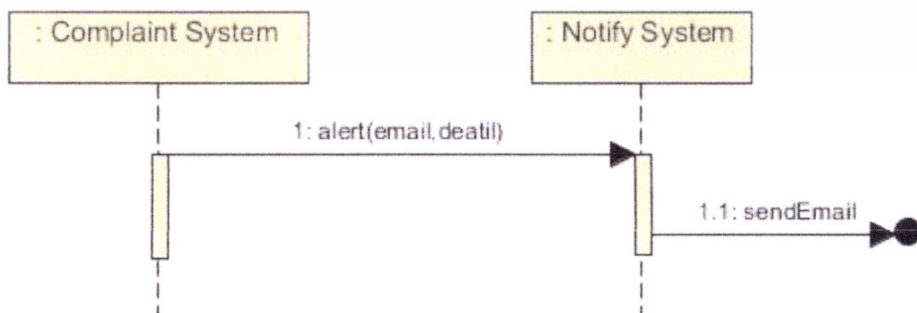 : Complaint System
: Notify System
1: alert(email,deatil)
1.1: sendEmail